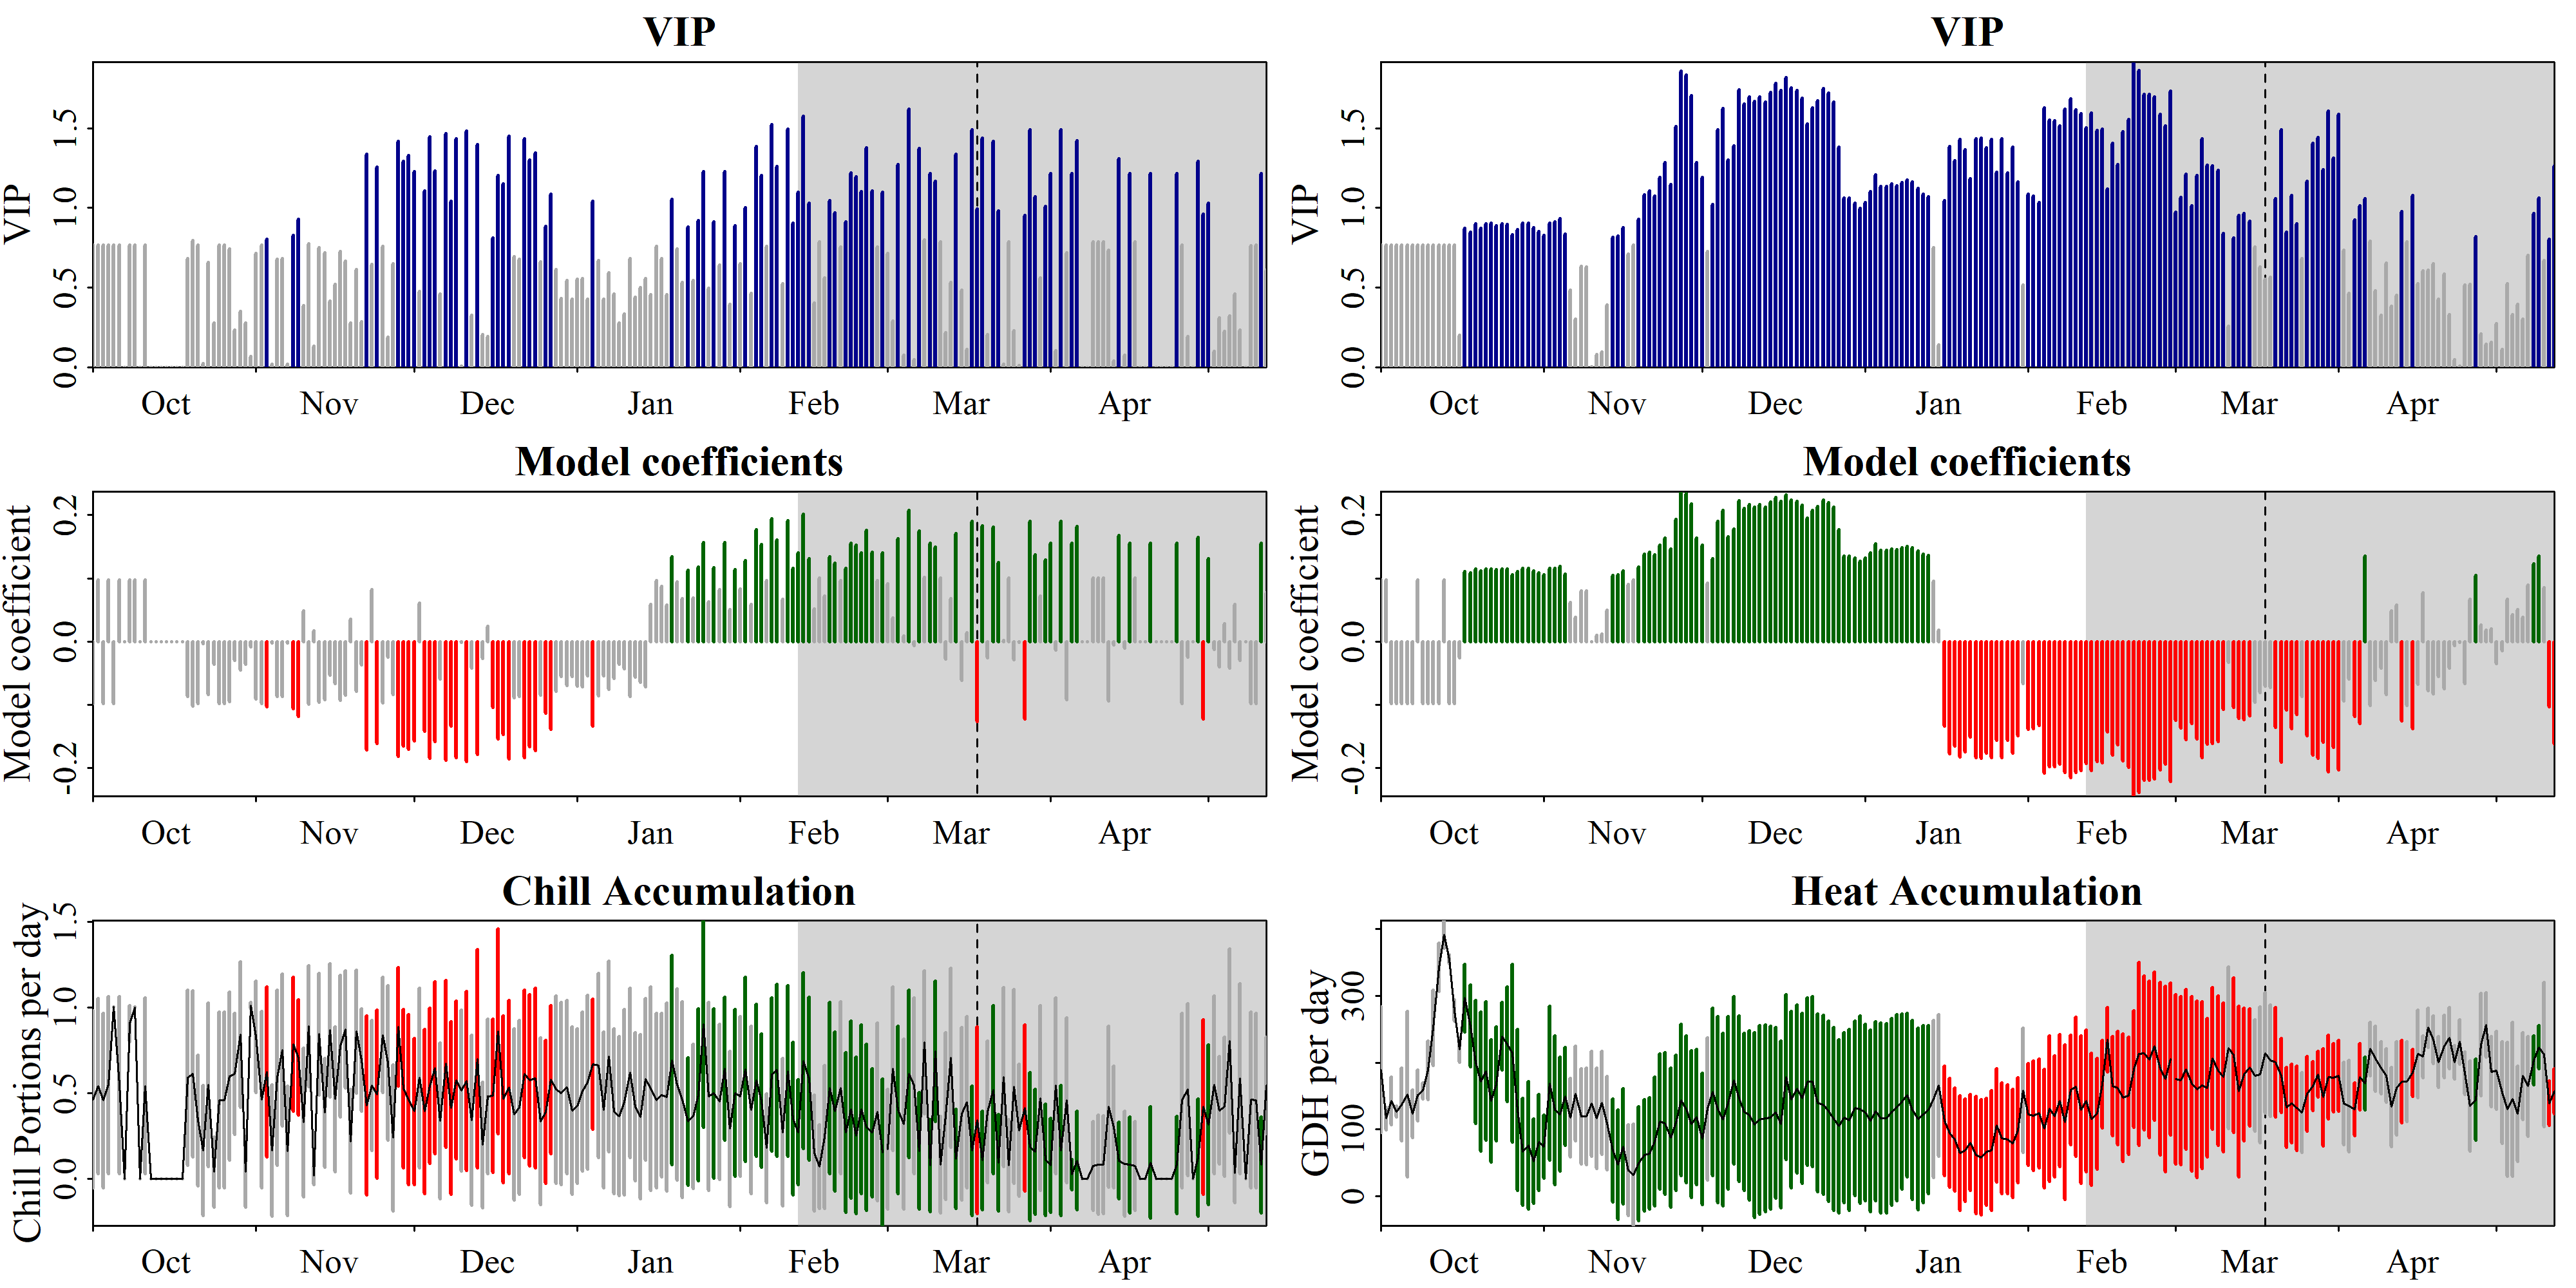 VIP
VIP
0.0 0.5 1.0 1.5
Oct Nov Dec Jan Feb Mar Apr
VIP
VIP
0.0 0.5 1.0 1.5
Oct Nov Dec Jan Feb Mar Apr
Model coefficients
Model coefficient
-0.2 0.0 0.2
Oct Nov Dec Jan Feb Mar Apr
Model coefficients
Model coefficient
-0.2 0.0 0.2
Oct Nov Dec Jan Feb Mar Apr
Chill Accumulation
Chill Portions per day
0.0 0.5 1.0 1.5
Oct Nov Dec Jan Feb Mar Apr
Heat Accumulation
GDH per day
0 100 300
Oct Nov Dec Jan Feb Mar Apr